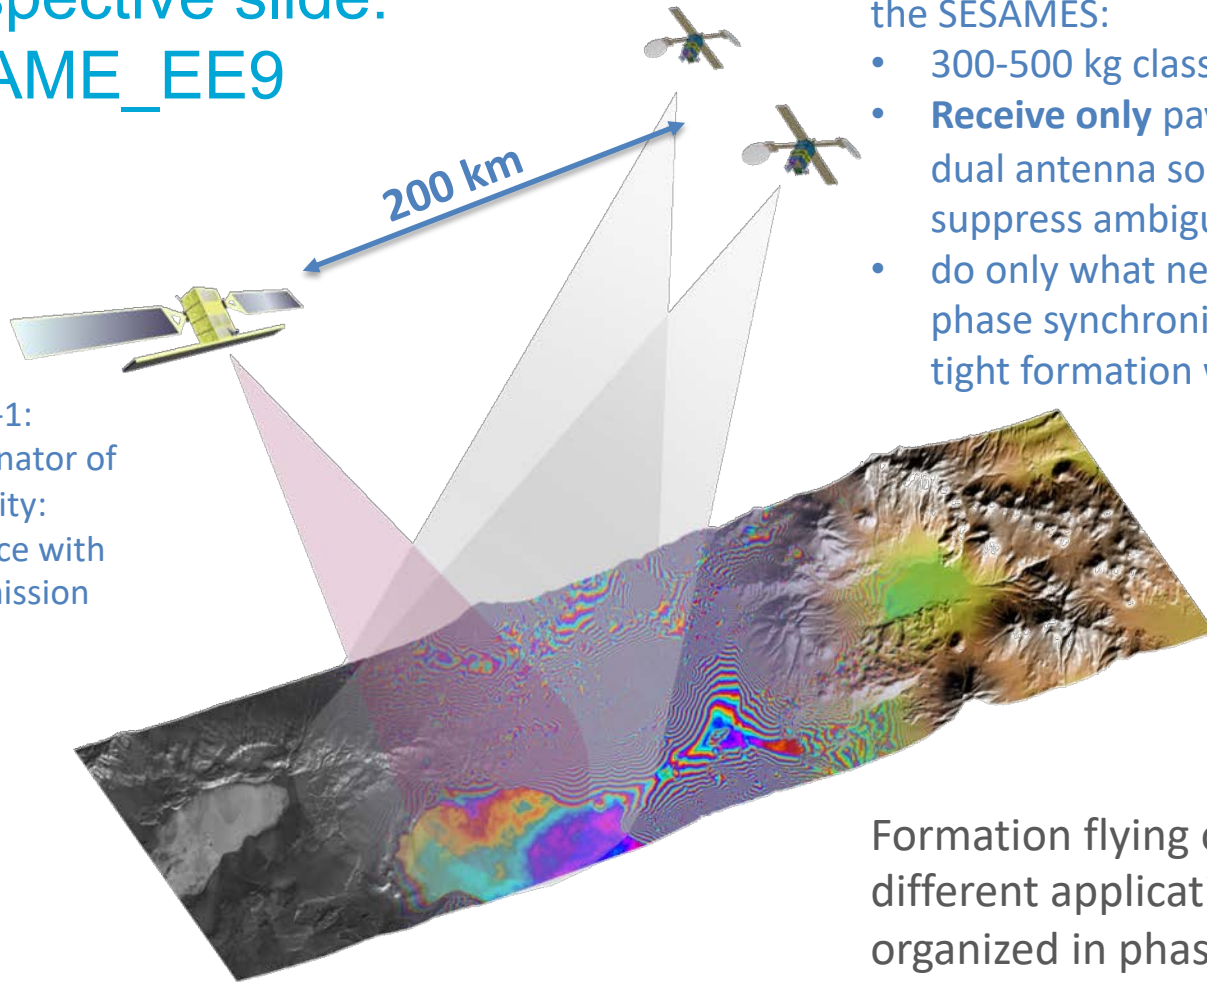 spective slide:
AME_EE9
200 km
the SESAMES:
• 300-500 kg class
• Receive only pay
dual antenna so
suppress ambigu
• do only what ne
phase synchroni
tight formation
-1:
nator of
ity:
ce with
ission
Formation flying
different applicati
organized in phas